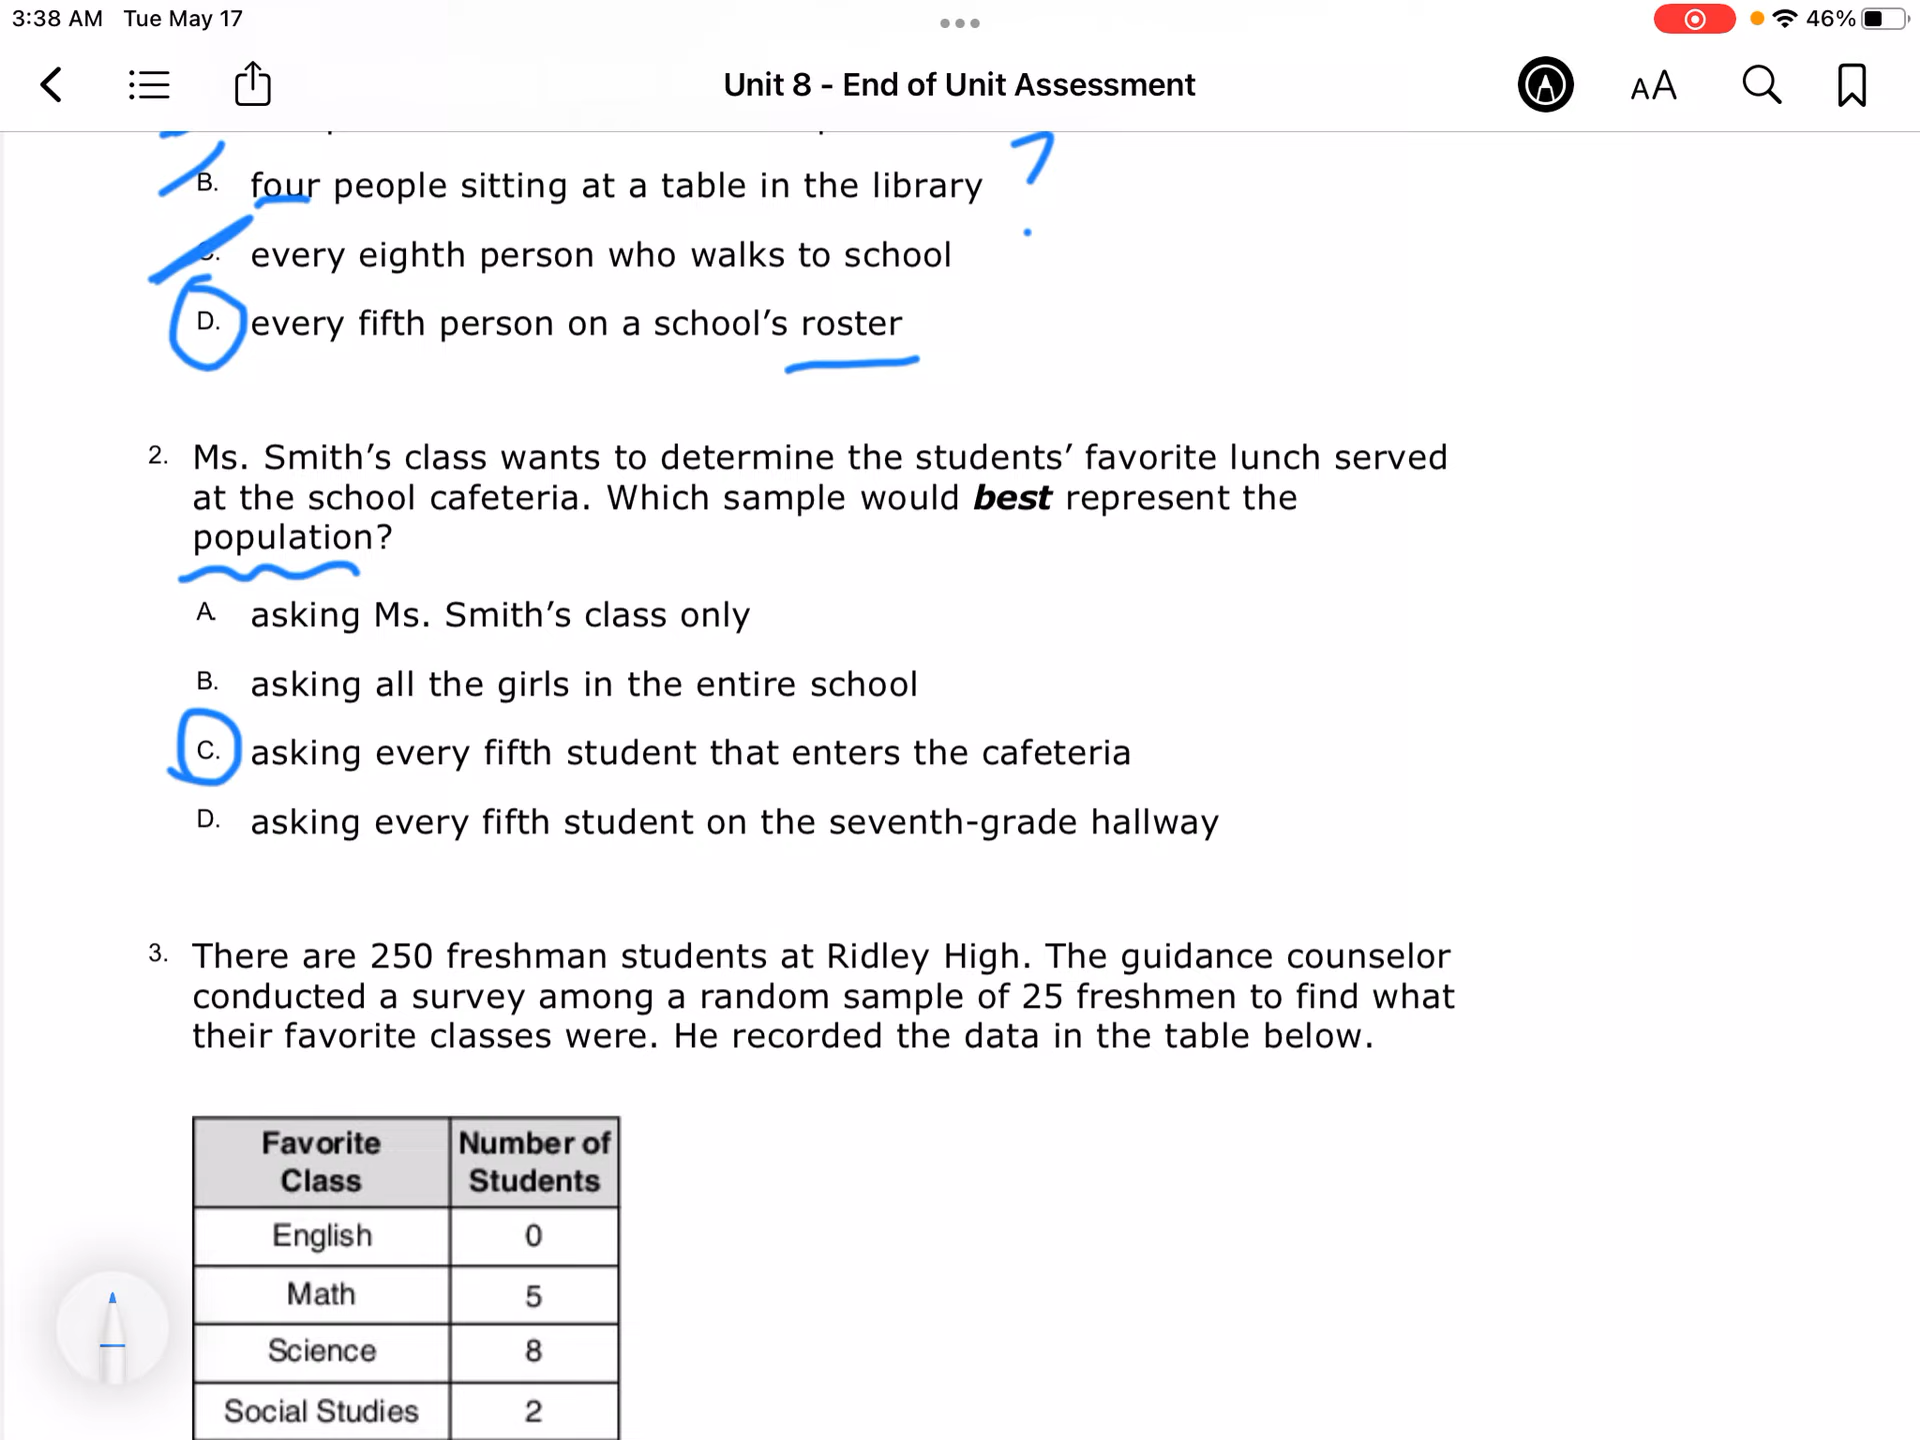 3:38 AM Tue May 17
46%
Unit 8 - End of Unit Assessment
B. four people sitting at a table in the library
?
every eighth person who walks to school
D. every fifth person on a school’s roster
2. Ms. Smith’s class wants to determine the students’ favorite lunch served
at the school cafeteria. Which sample would best represent the
population?
A. asking Ms. Smith’s class only
B. asking all the girls in the entire school
C. asking every fifth student that enters the cafeteria
D. asking every fifth student on the seventh-grade hallway
3. There are 250 freshman students at Ridley High. The guidance counselor
conducted a survey among a random sample of 25 freshmen to find what
their favorite classes were. He recorded the data in the table below.
Favorite Class Number of Students
English 0
Math 5
Science 8
Social Studies 2